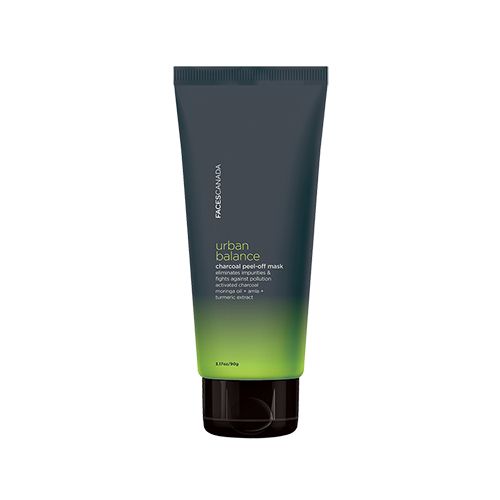 FACESCANADA
urban
balance
charcoal peel-off mask
eliminates impurities &
fights against pollution
activated charcoal
moringa oil + amla +
turmeric extract
3.17oz/90g